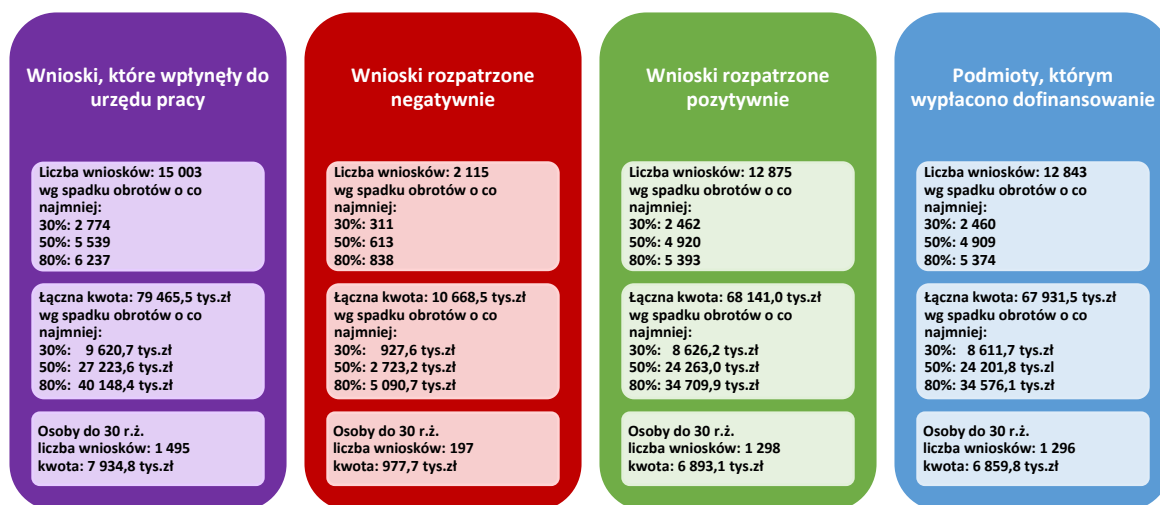 Wnioski, które wpłynęły do
urzędu pracy
Liczba wniosków: 15 003
wg spadku obrotów o co
najmniej:
30%: 2 774
50%: 5 539
80%: 6 237
Łączna kwota: 79 465,5 tys.zł
wg spadku obrotów o co
najmniej:
30%: 9 620,7 tys.zł
50%: 27 223,6 tys.zł
80%: 40 148,4 tys.zł
Osoby do 30 r.ż.
liczba wniosków: 1 495
kwota: 7 934,8 tys.zł
Wnioski rozpatrzone
negatywnie
Liczba wniosków: 2 115
wg spadku obrotów o co
najmniej:
30%: 311
50%: 613
80%: 838
Łączna kwota: 10 668,5 tys.zł
wg spadku obrotów o co
najmniej:
30%: 927,6 tys.zł
50%: 2 723,2 tys.zł
80%: 5 090,7 tys.zł
Osoby do 30 r.ż.
liczba wniosków: 197
kwota: 977,7 tys.zł
Wnioski rozpatrzone
pozytywnie
Liczba wniosków: 12 875
wg spadku obrotów o co
najmniej:
30%: 2 462
50%: 4 920
80%: 5 393
Łączna kwota: 68 141,0 tys.zł
wg spadku obrotów o co
najmniej:
30%: 8 626,2 tys.zł
50%: 24 263,0 tys.zł
80%: 34 709,9 tys.zł
Osoby do 30 r.ż.
liczba wniosków: 1 298
kwota: 6 893,1 tys.zł
Podmioty, którym
wypłacono dofinansowanie
Liczba wniosków: 12 843
wg spadku obrotów o co
najmniej:
30%: 2 460
50%: 4 909
80%: 5 374
Łączna kwota: 67 931,5 tys.zł
wg spadku obrotów o co
najmniej:
30%: 8 611,7 tys.zł
50%: 24 201,8 tys.zl
80%: 34 576,1 tys.zł
Osoby do 30 r.ż.
liczba wniosków: 1 296
kwota: 6 859,8 tys.zł